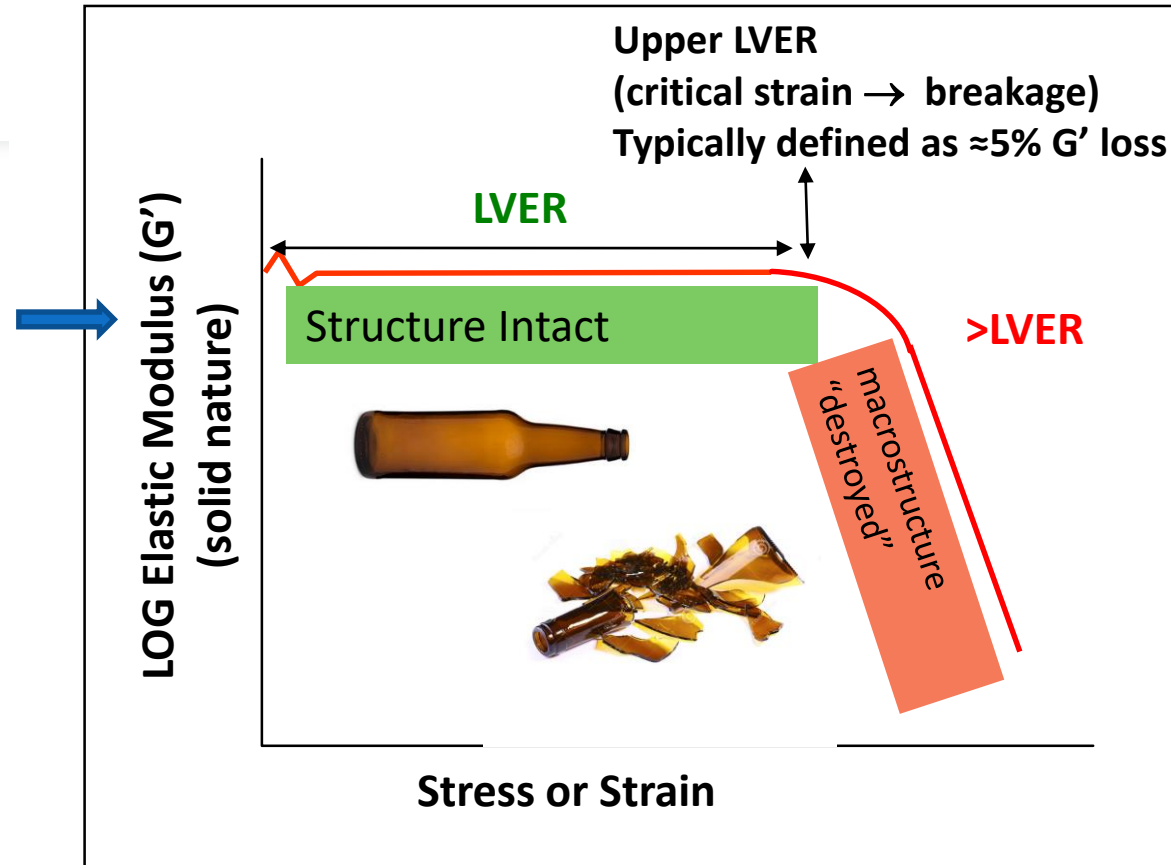 Upper LVER
(critical strain → breakage)
Typically defined as ≈5% G’ loss
LVER
LOG Elastic Modulus (G’)
(solid nature)
Structure Intact
>LVER
macrostructure
“destroyed”
Stress or Strain